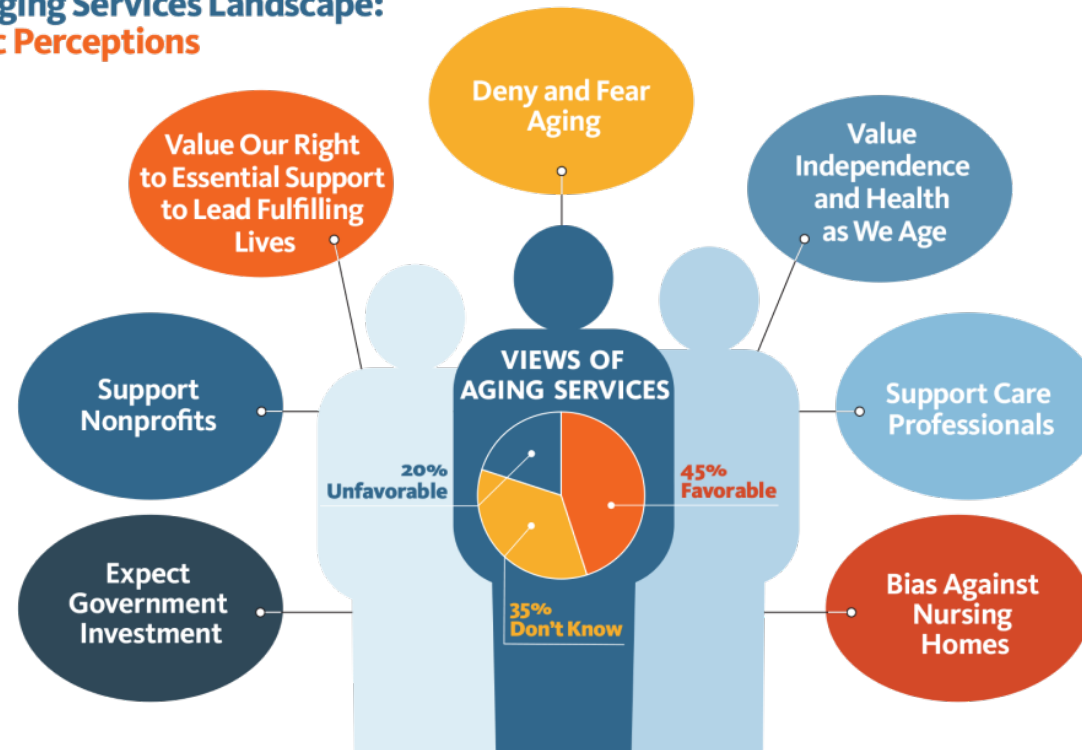 ging Services Landscape:
c Perceptions
Deny and Fear
Aging
Value Our Right
to Essential Support
to Lead Fulfilling
Lives
Value
Independence
and Health
as We Age
Support
Nonprofits
VIEWS OF
AGING SERVICES
Support Care
Professionals
20%
Unfavorable
45%
Favorable
Expect
Government
Investment
35%
Don't Know
Bias Against
Nursing
Homes